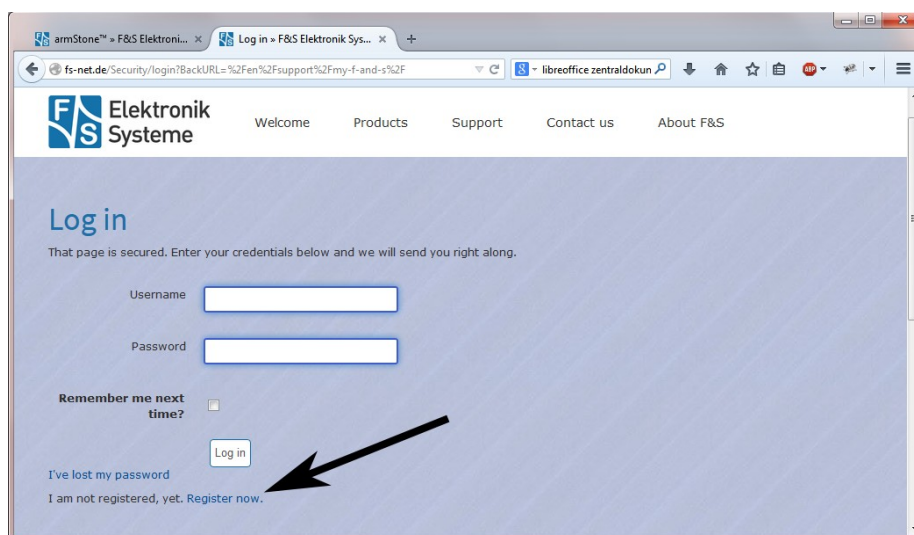 armStone™ » F&S Elektroni...
Log in » F&S Elektronik Sys...
fs-net.de/Security/login?BackURL=%2Fen%2Fsupport%2Fmy-f-and-s%2F
libreoffice zentraldokun
F S Elektronik Systeme
Welcome Products Support Contact us About F&S
Log in
That page is secured. Enter your credentials below and we will send you right along.
Username
Password
Remember me next
time?
Log in
I've lost my password
I am not registered, yet. Register now.